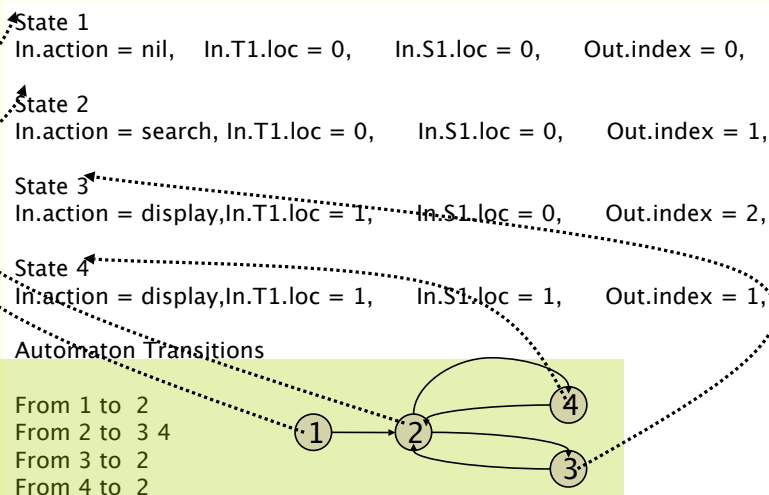 State 1
In.action = nil, In.T1.loc = 0, In.S1.loc = 0, Out.index = 0,
State 2
In.action = search, In.T1.loc = 0, In.S1.loc = 0, Out.index = 1,
State 3
In.action = display,In.T1.loc = 1, In.S1.loc = 0, Out.index = 2,
State 4
In.action = display,In.T1.loc = 1, In.S1.loc = 1, Out.index = 1,
Automaton Transitions
From 1 to 2
From 2 to 3 4
From 3 to 2
From 4 to 2
4
1 2
3